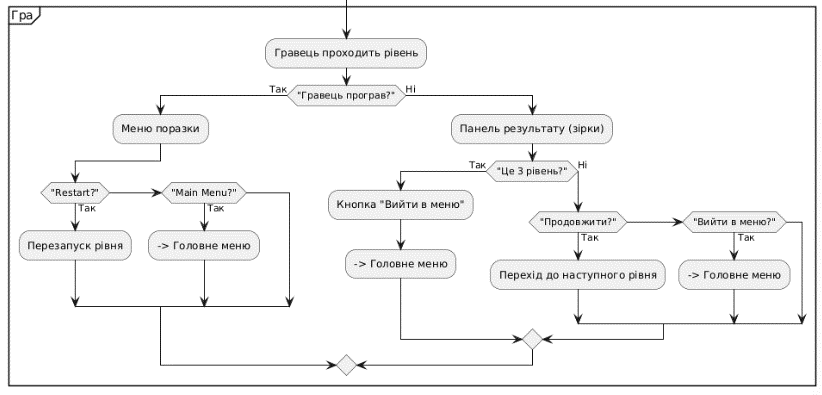 Гра
Гравець проходить рівень
Так
"Гравець програв?"
Ні
Меню поразки
Панель результату (зірки)
Так
"Це 3 рівень?"
Ні
"Restart?"
"Main Menu?"
Так
Так
Кнопка "Вийти в меню"
"Продовжити?"
"Вийти в меню?"
Так
Так
Перезапуск рівня
-> Головне меню
-> Головне меню
Перехід до наступного рівня
-> Головне меню